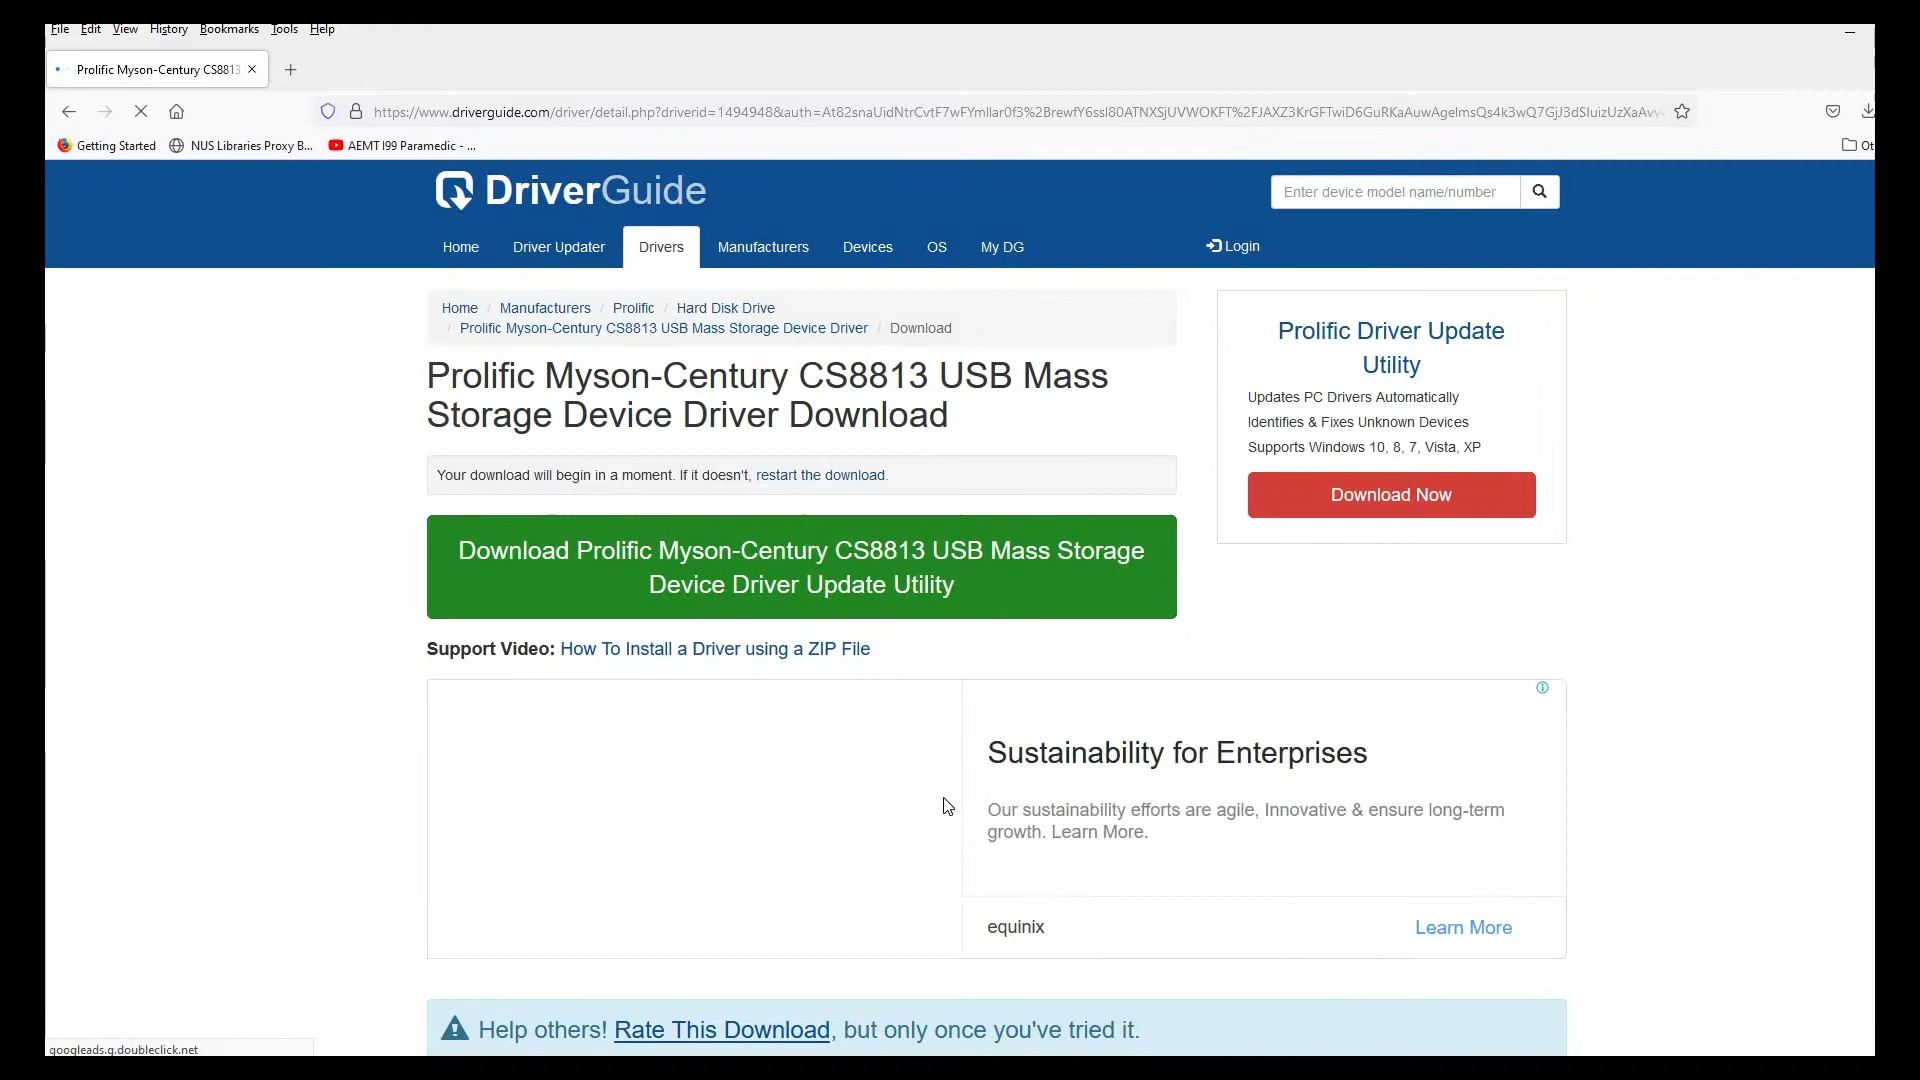 File Edit View History Bookmarks Tools Help
Prolific Myson-Century CS8813
https://www.driverguide.com/driver/detail.php?driverid=1494948&auth=
Getting Started NUS Libraries Proxy B... AEMT I99 Paramedic - ... Ot
DriverGuide
Enter device model name/number
Home Driver Updater Drivers Manufacturers Devices OS My DG Login
Home / Manufacturers / Prolific / Hard Disk Drive
/ Prolific Myson-Century CS8813 USB Mass Storage Device Driver / Download
Prolific Myson-Century CS8813 USB Mass
Storage Device Driver Download
Your download will begin in a moment. If it doesn't, restart the download.
Download Prolific Myson-Century CS8813 USB Mass Storage
Device Driver Update Utility
Support Video: How To Install a Driver using a ZIP File
Prolific Driver Update
Utility
Updates PC Drivers Automatically
Identifies & Fixes Unknown Devices
Supports Windows 10, 8, 7, Vista, XP
Download Now
Sustainability for Enterprises
Our sustainability efforts are agile, Innovative & ensure long-term
growth. Learn More.
equinix Learn More
Help others! Rate This Download, but only once you've tried it.
googleads.g.doubleclick.net